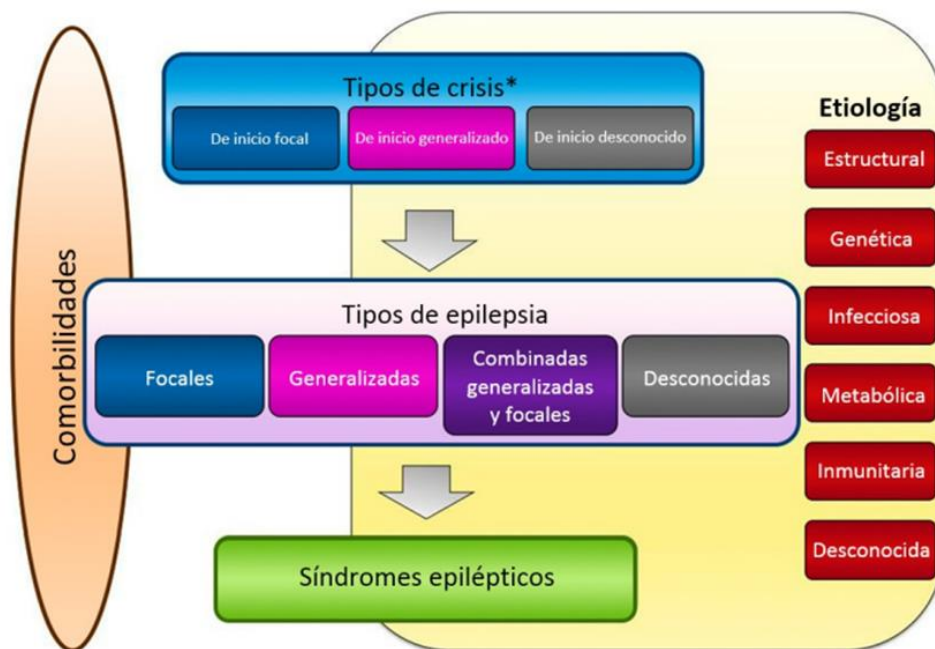 Comorbilidades
Tipos de crisis*
De inicio focal
De inicio generalizado
De inicio desconocido
Tipos de epilepsia
Focales
Generalizadas
Combinadas
generalizadas
y focales
Desconocidas
Síndromes epilépticos
Etiología
Estructural
Genética
Infecciosa
Metabólica
Inmunitaria
Desconocida